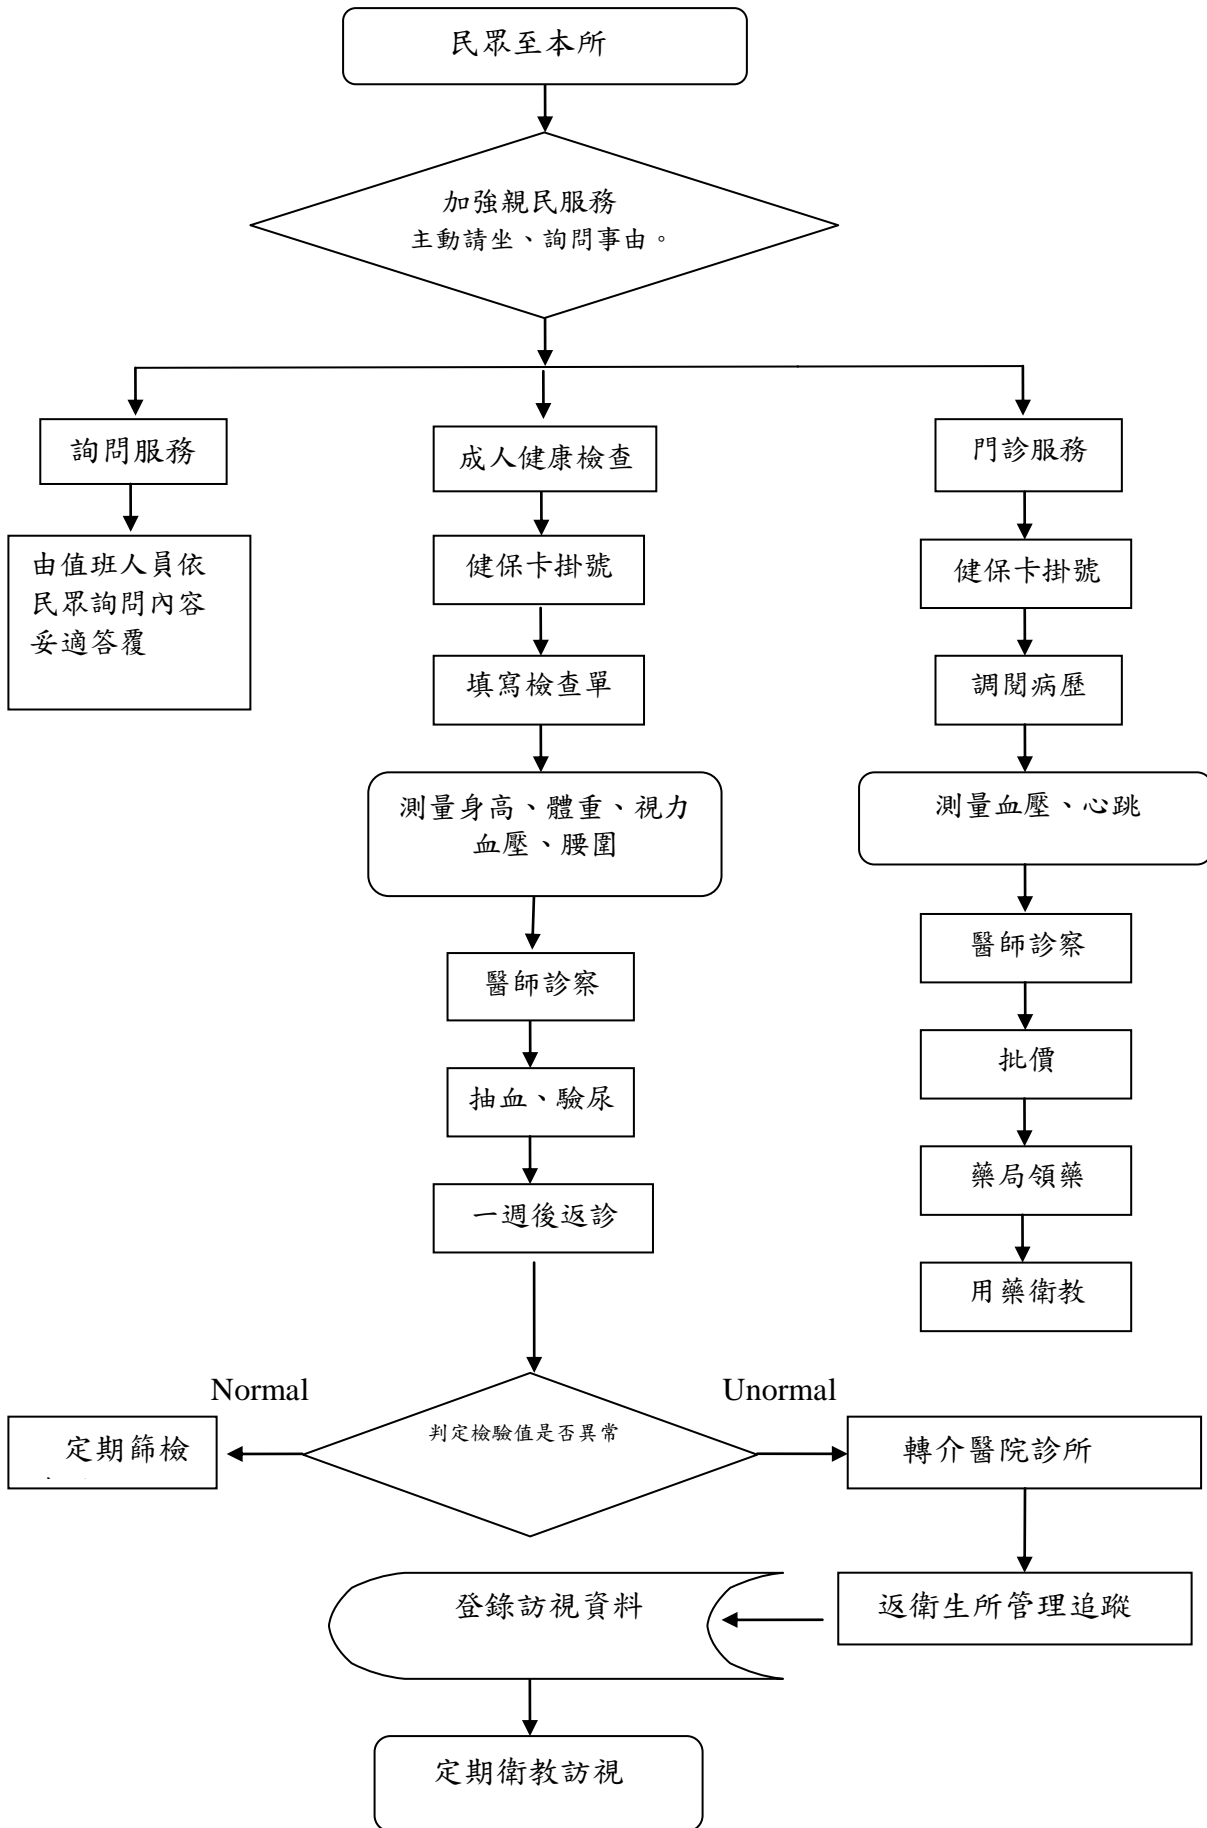 民眾至本所
加強親民服務
主動請坐、詢問事由。
詢問服務
由值班人員依
民眾詢問內容
妥適答覆
成人健康檢查
健保卡掛號
填寫檢查單
測量身高、體重、視力
血壓、腰圍
醫師診察
抽血、驗尿
一週後返診
門診服務
健保卡掛號
調閱病歷
測量血壓、心跳
醫師診察
批價
藥局領藥
用藥衛教
判定檢驗值是否異常
Normal
定期篩檢
Unormal
轉介醫院診所
返衛生所管理追蹤
登錄訪視資料
定期衛教訪視